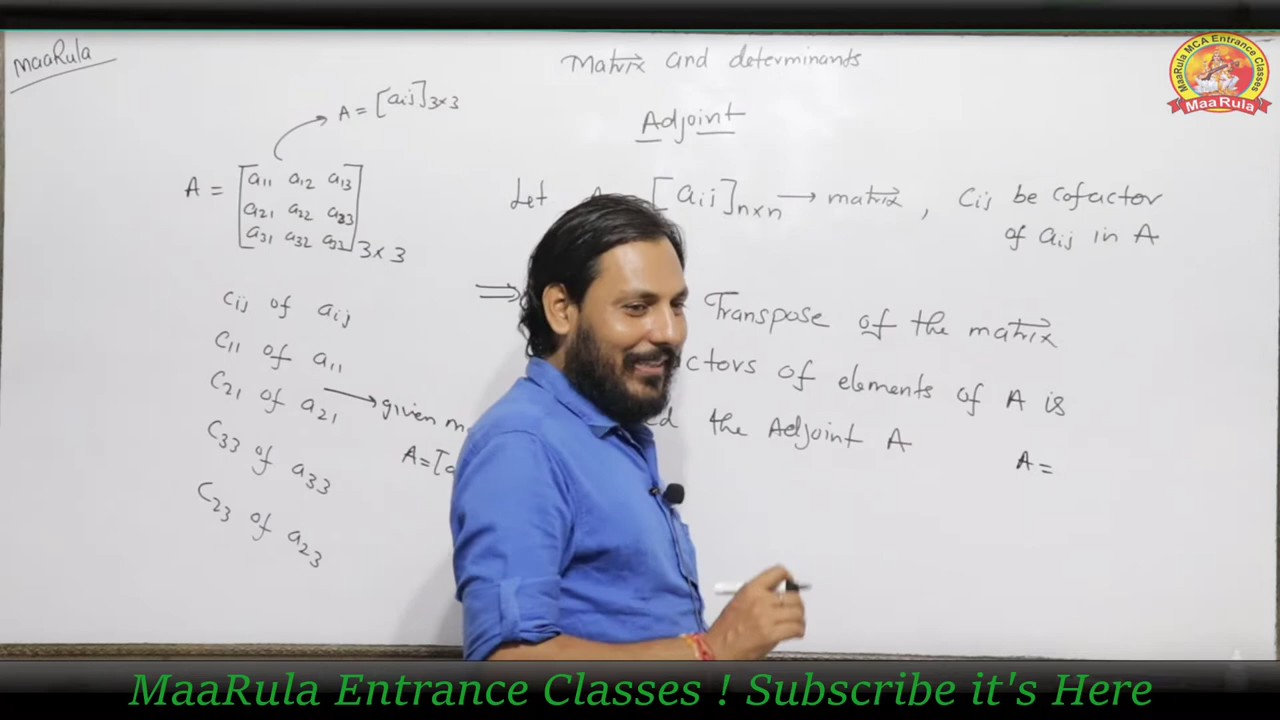 MaaRula
Matrix and determinants
MaaRula MCA Entrance Classes
MaaRula
A = [aij]3×3
Adjoint
A = [a11 a12 a13
a21 a22 a23
a31 a32 a32] 3×3
Let [aij]n×n → matrix, Cij be cofactor
of aij in A
⇒ Transpose of the matrix
ctors of elements of A is
ed the Adjoint A
A =
Cij of aij
C11 of a11
C21 of a21 → given m
C33 of a33 A=[a
C23 of a23
MaaRula Entrance Classes ! Subscribe it's Here